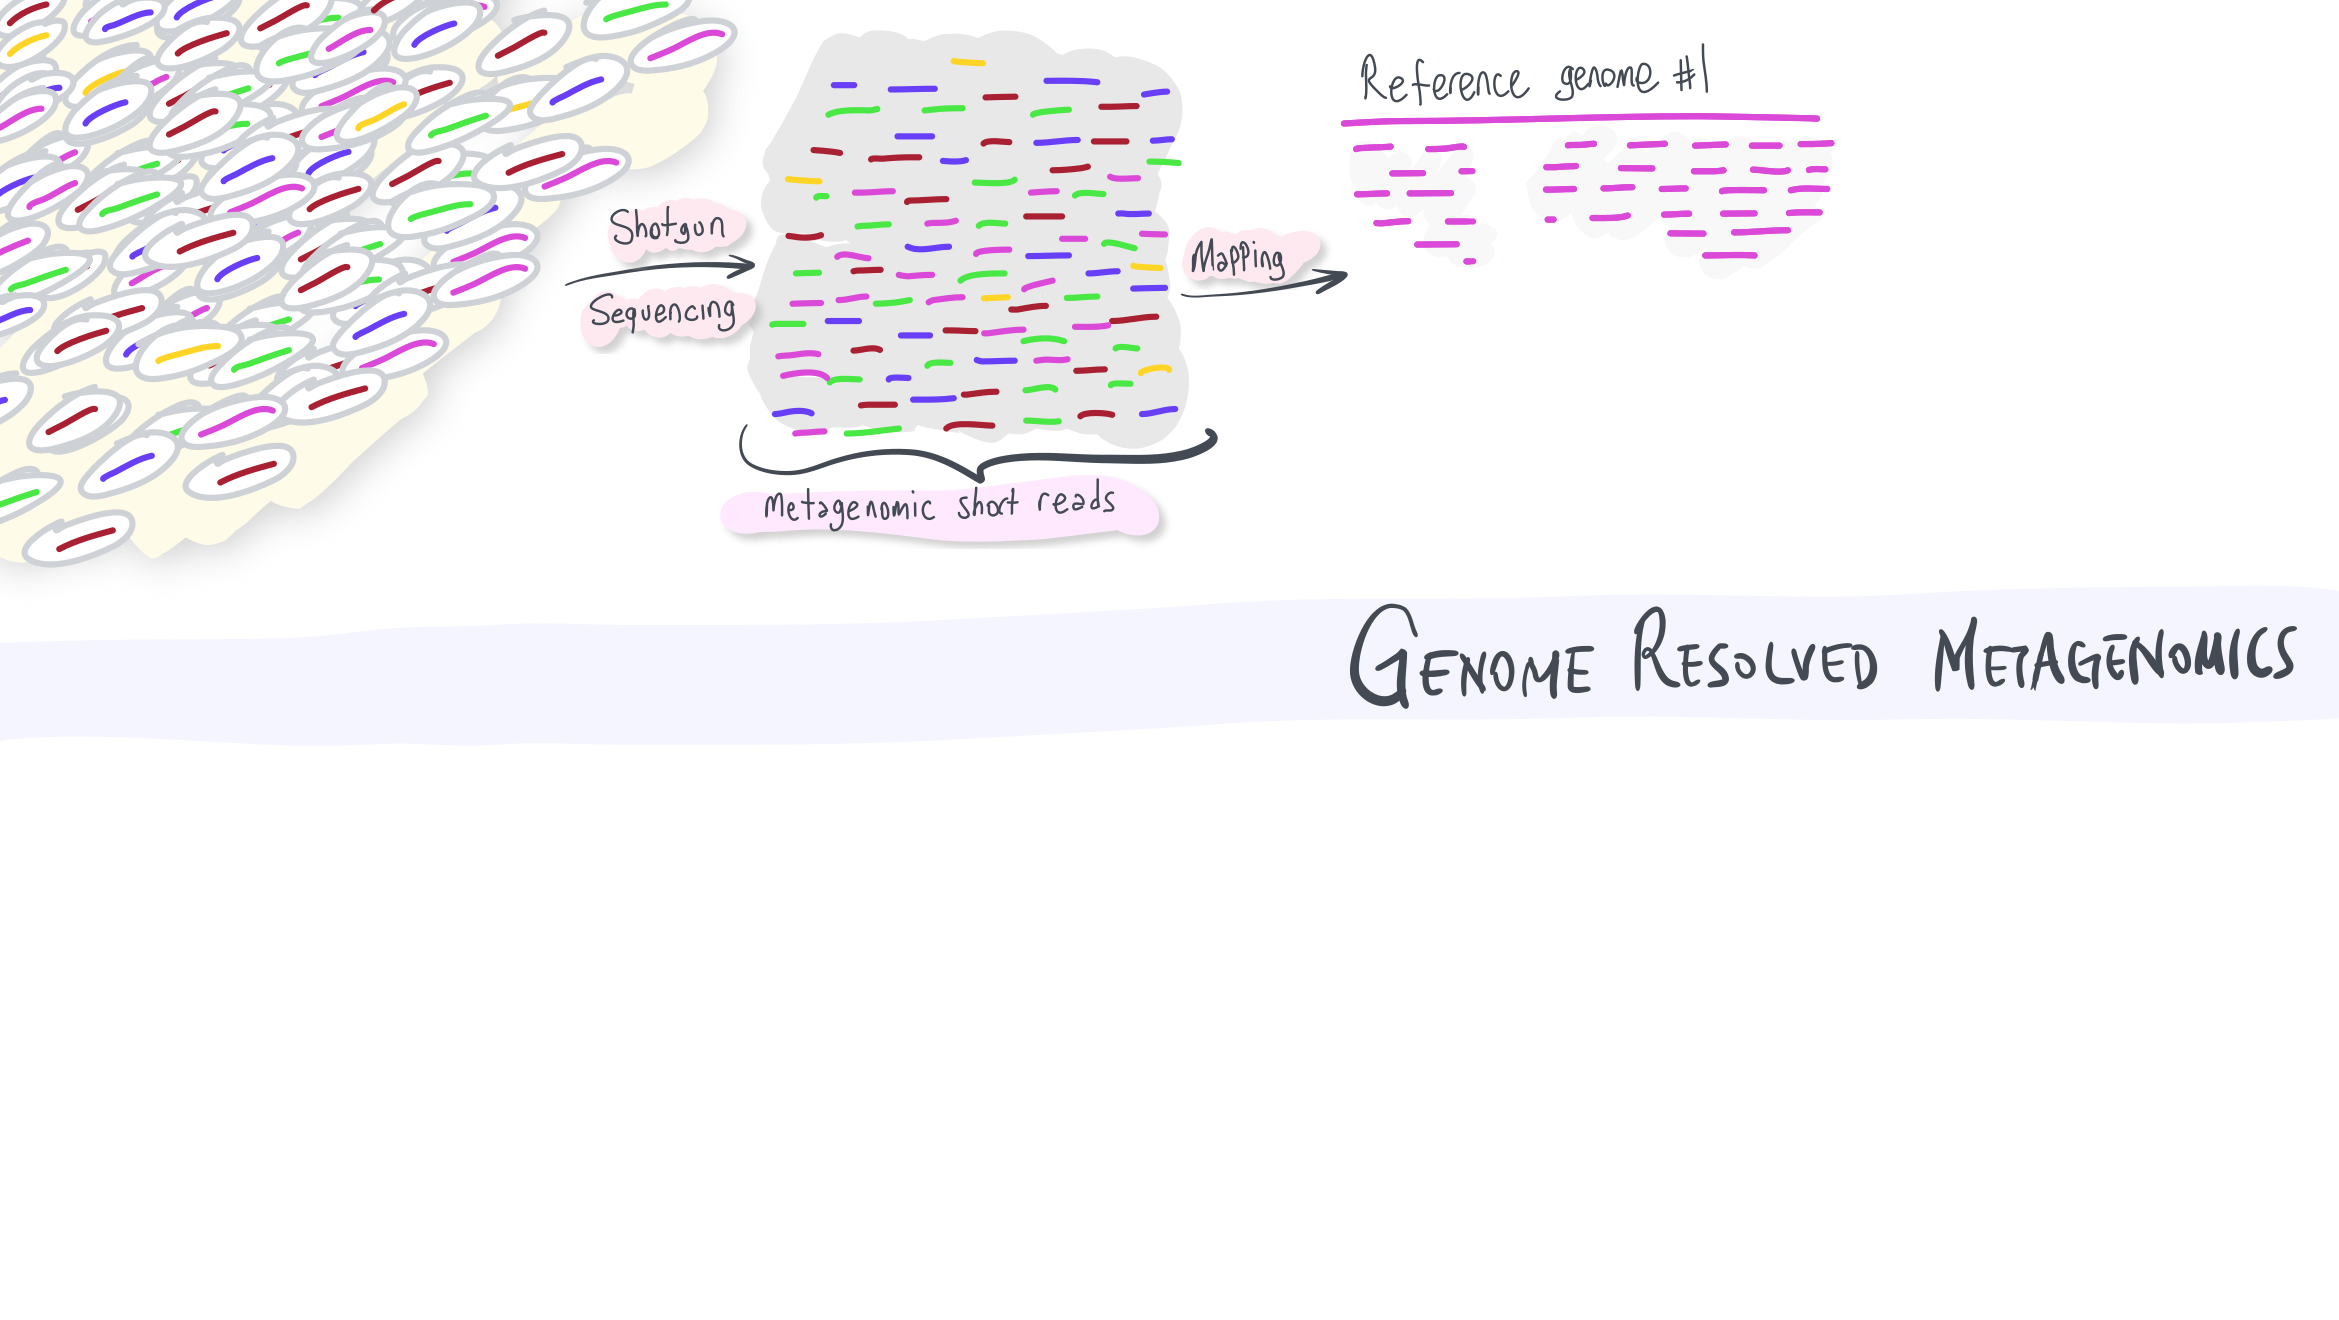 Shotgun
Sequencing
Metagenomic short reads
Mapping
Reference genome #1
GENOME RESOLVED METAGENOMICS